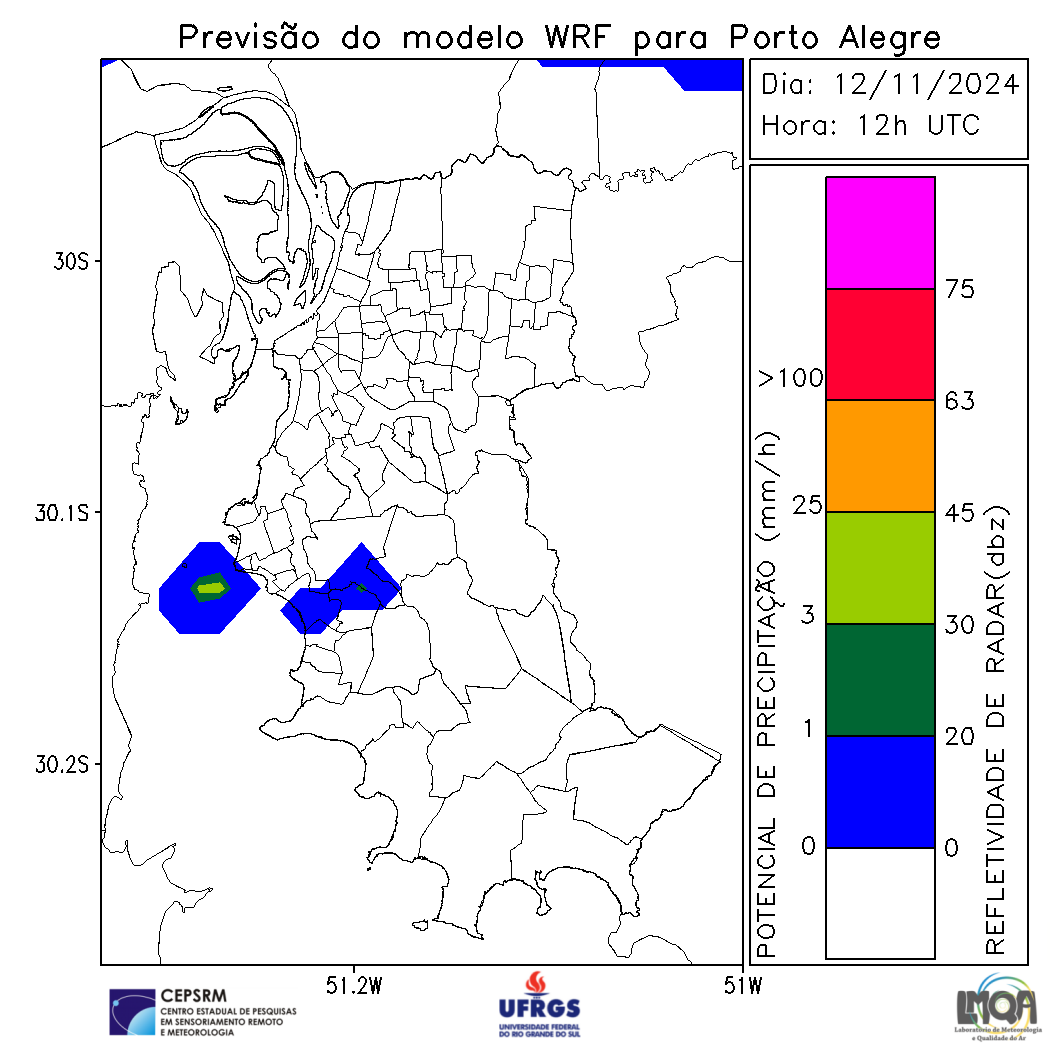 Previsão do modelo WRF para Porto Alegre
Dia: 12/11/2024
Hora: 12h UTC
30S
30.1S
30.2S
51.2W
51W
POTENCIAL DE PRECIPITAÇÃO (mm/h)
>100
25
3
1
0
75
63
45
30
20
0
REFLETIVIDADE DE RADAR(dbz)
CEPSRM
CENTRO ESTADUAL DE PESQUISAS
EM SENSORIAMENTO REMOTO
E METEOROLOGIA
UFRGS
UNIVERSIDADE FEDERAL
DO RIO GRANDE DO SUL
LMQA
Laboratório de Meteorologia
e Qualidade do Ar